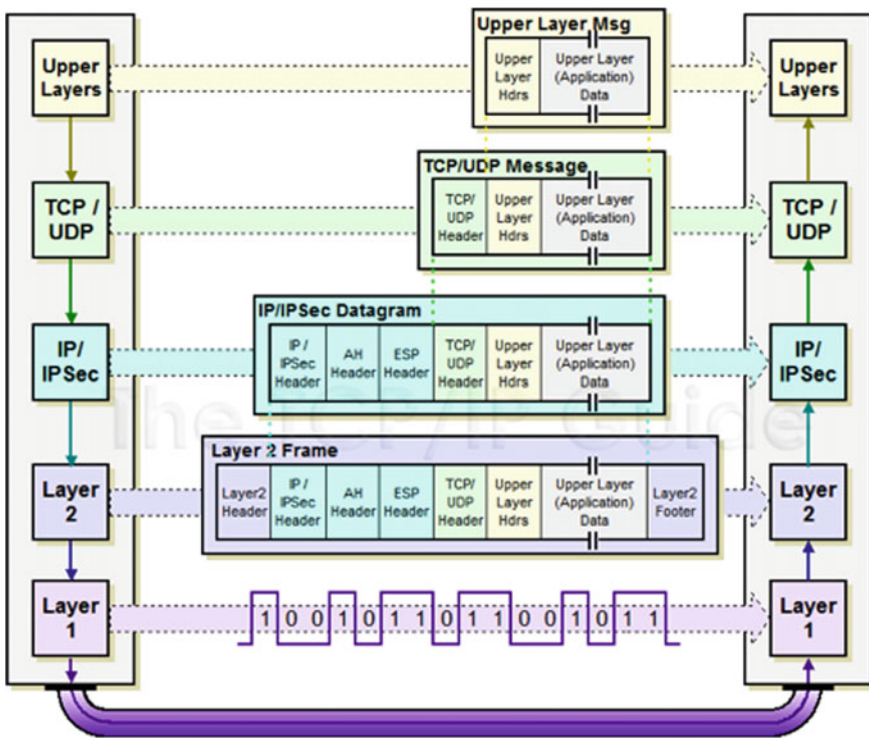 Upper Layer Msg
Upper
Layers
Upper
Layer
Hdrs
Upper Layer
(Application)
Data
Upper
Layers
TCP/UDP Message
TCP /
UDP
TCP/
UDP
Header
Upper
Layer
Hdrs
Upper Layer
(Application)
Data
TCP /
UDP
IP/IPSec Datagram
IP/
IPSec
IP /
IPSec
Header
AH
Header
ESP
Header
TCP/
UDP
Header
Upper
Layer
Hdrs
Upper Layer
(Application)
Data
IP/
IPSec
The TCP/IP Guide
Layer 2 Frame
Layer
2
Layer2
Header
IP /
IPSec
Header
AH
Header
ESP
Header
TCP/
UDP
Header
Upper
Layer
Hdrs
Upper Layer
(Application)
Data
Layer2
Footer
Layer
2
Layer
1
1 0 0 1 0 1 1 0 1 1 0 0 1 0 1 1
Layer
1